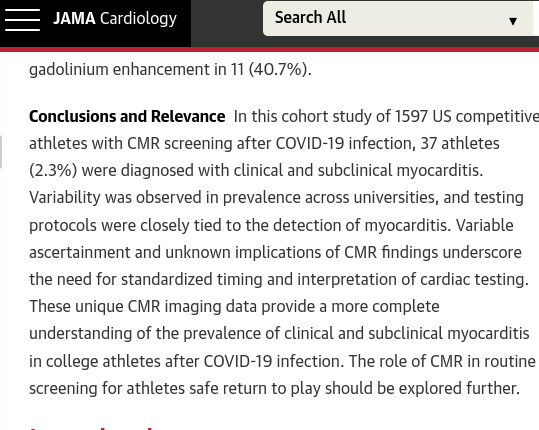 JAMA Cardiology
Search All
gadolinium enhancement in 11 (40.7%).
Conclusions and Relevance In this cohort study of 1597 US competitive
athletes with CMR screening after COVID-19 infection, 37 athletes
(2.3%) were diagnosed with clinical and subclinical myocarditis.
Variability was observed in prevalence across universities, and testing
protocols were closely tied to the detection of myocarditis. Variable
ascertainment and unknown implications of CMR findings underscore
the need for standardized timing and interpretation of cardiac testing.
These unique CMR imaging data provide a more complete
understanding of the prevalence of clinical and subclinical myocarditis
in college athletes after COVID-19 infection. The role of CMR in routine
screening for athletes safe return to play should be explored further.